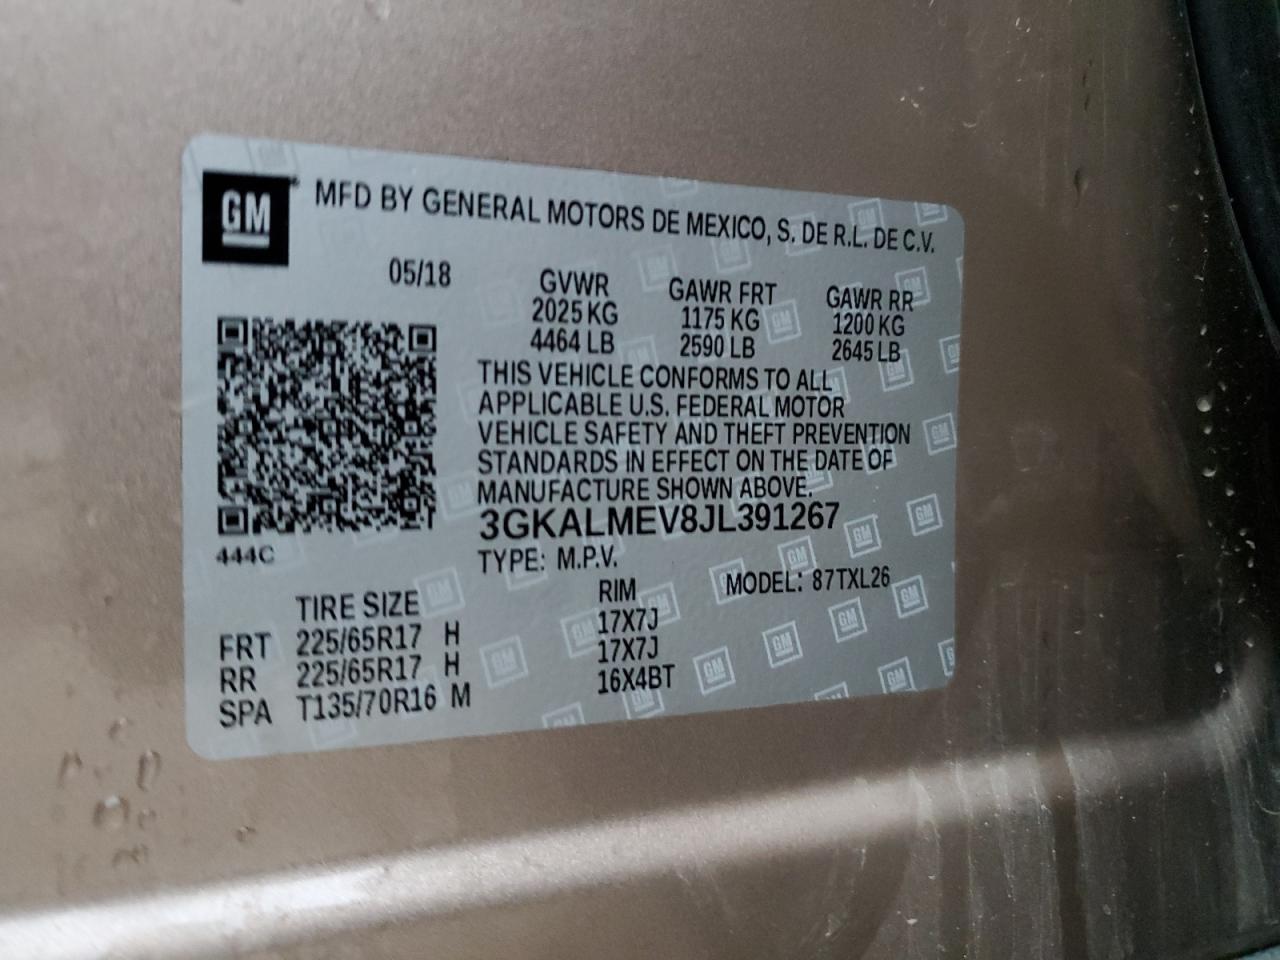 GM
MFD BY GENERAL MOTORS DE MEXICO, S. DE R.L. DE C.V.
05/18
GVWR GAWR FRT GAWR RR
2025 KG 1175 KG 1200 KG
4464 LB 2590 LB 2645 LB
THIS VEHICLE CONFORMS TO ALL
APPLICABLE U.S. FEDERAL MOTOR
VEHICLE SAFETY AND THEFT PREVENTION
STANDARDS IN EFFECT ON THE DATE OF
MANUFACTURE SHOWN ABOVE.
3GKALMEV8JL391267
444C
TYPE: M.P.V.
MODEL: 87TXL26
TIRE SIZE RIM
FRT 225/65R17 H 17X7J
RR 225/65R17 H 17X7J
SPA T135/70R16 M 16X4BT